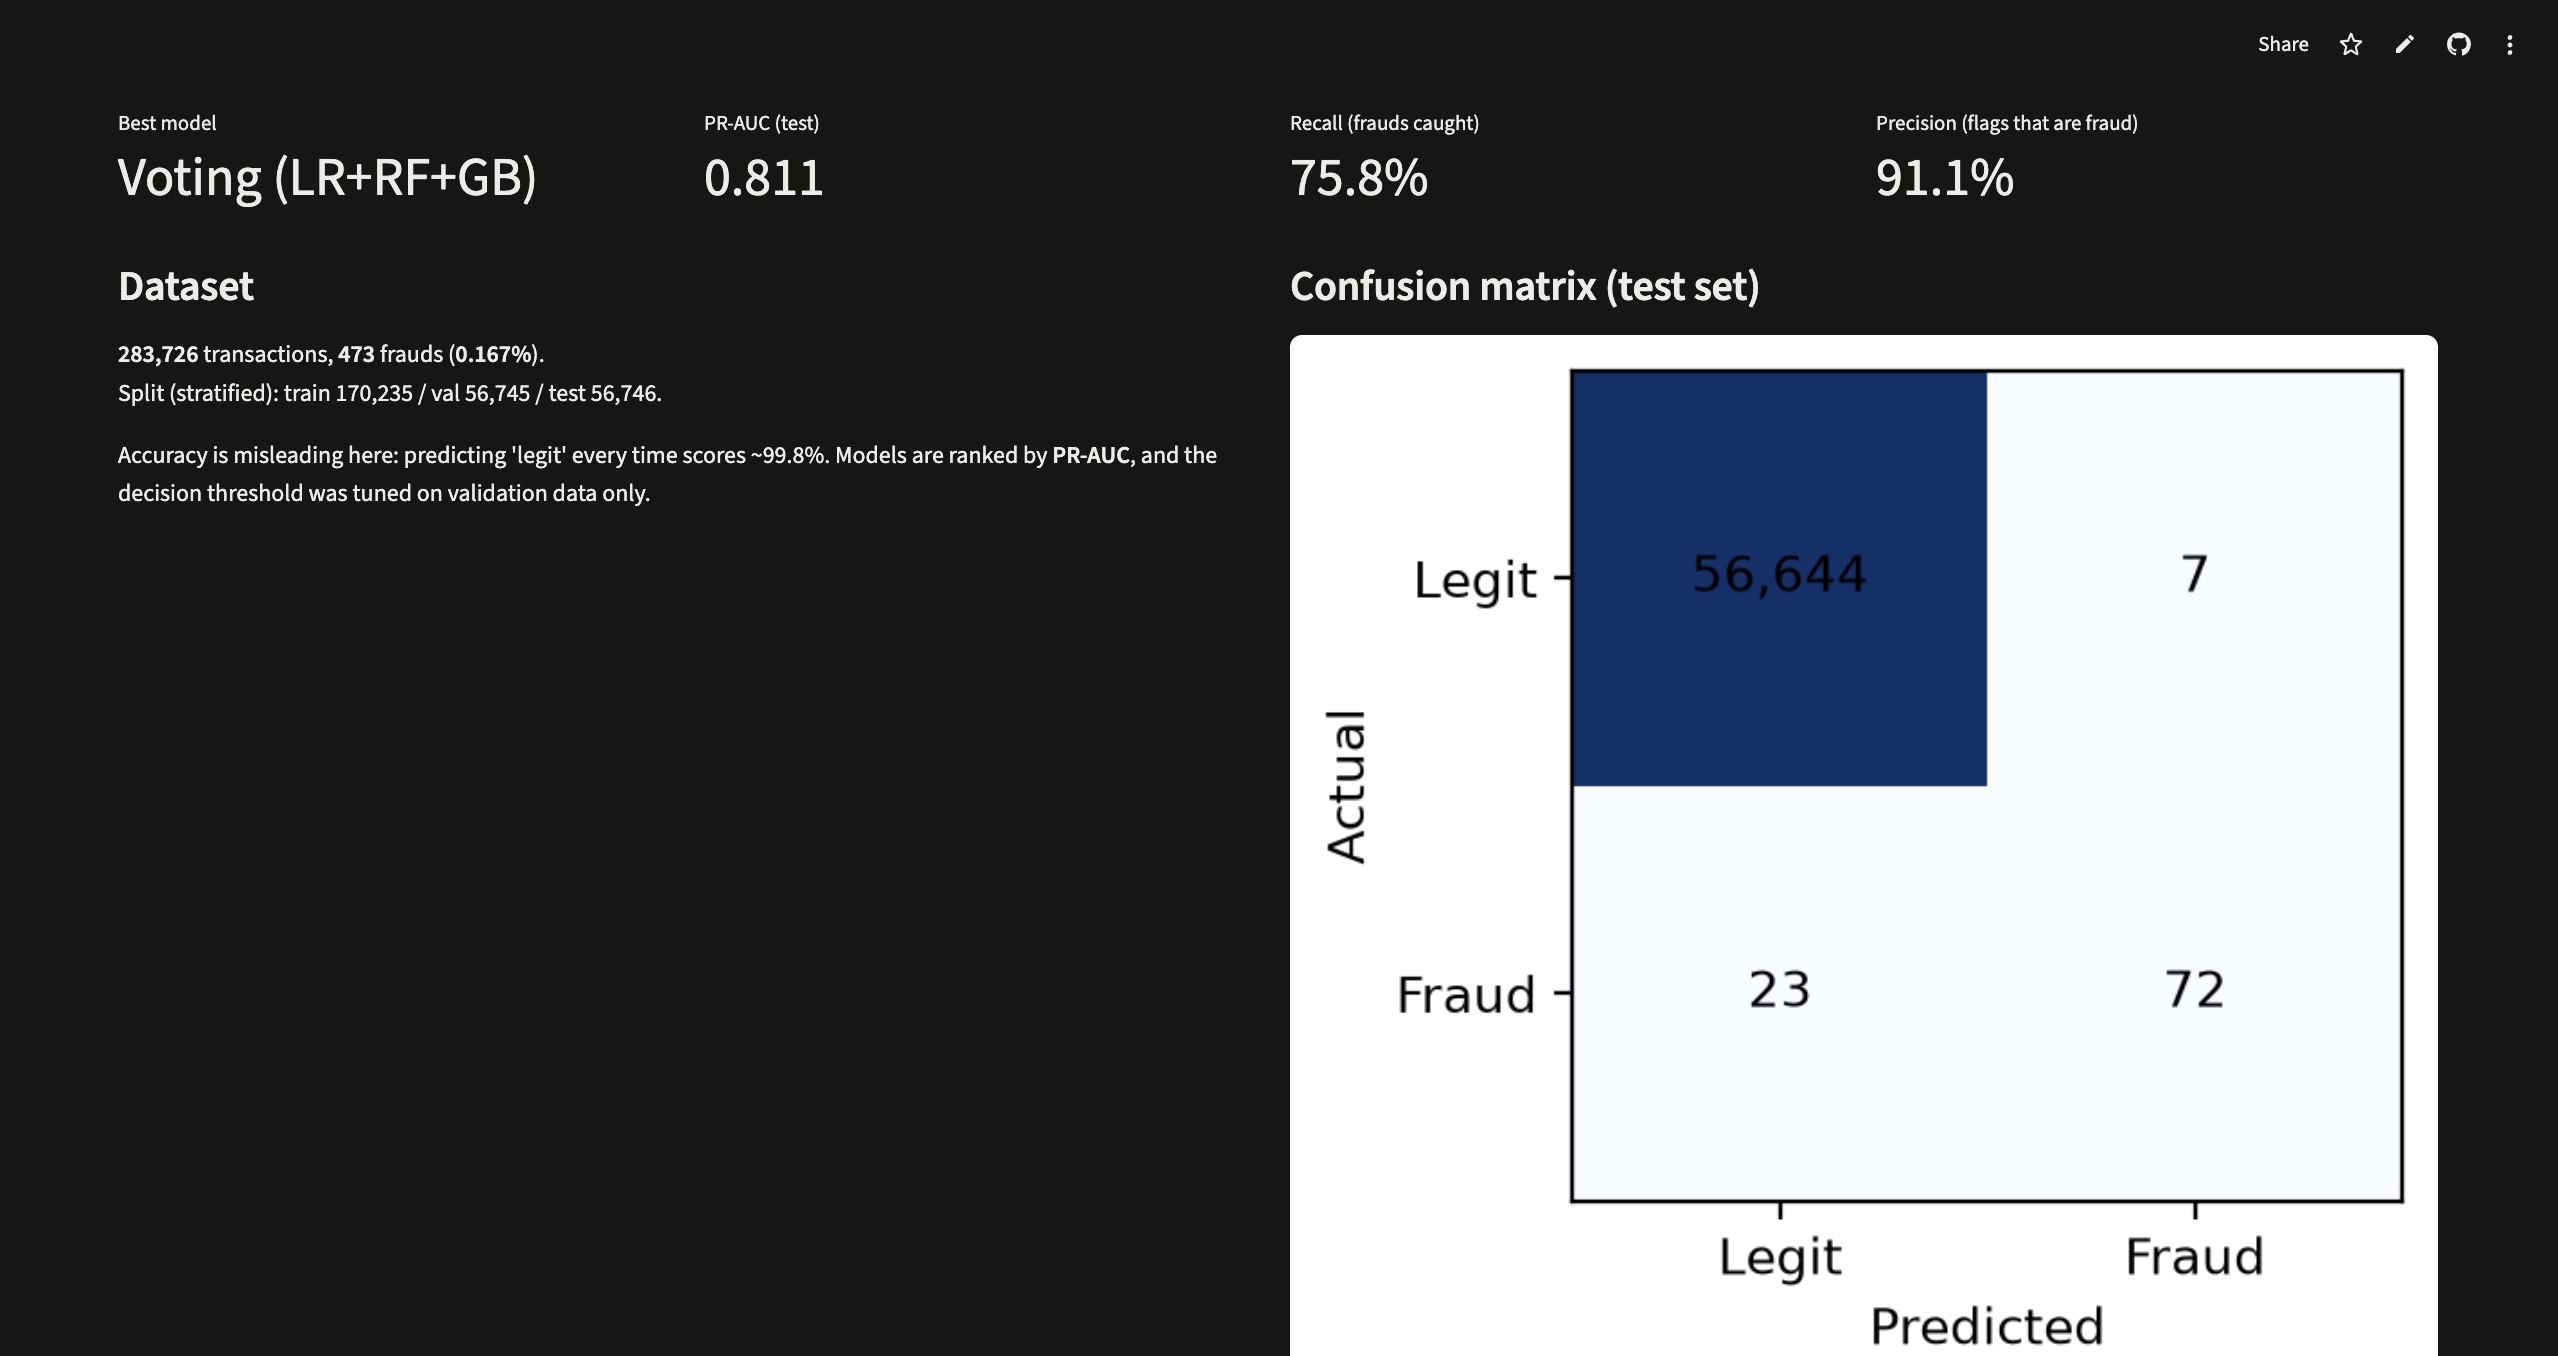 Share
Best model
Voting (LR+RF+GB)
PR-AUC (test)
0.811
Recall (frauds caught)
75.8%
Precision (flags that are fraud)
91.1%
Dataset
283,726 transactions, 473 frauds (0.167%).
Split (stratified): train 170,235 / val 56,745 / test 56,746.
Accuracy is misleading here: predicting 'legit' every time scores ~99.8%. Models are ranked by PR-AUC, and the
decision threshold was tuned on validation data only.
Confusion matrix (test set)
Actual
Legit
56,644
7
Fraud
23
72
Legit
Fraud
Predicted